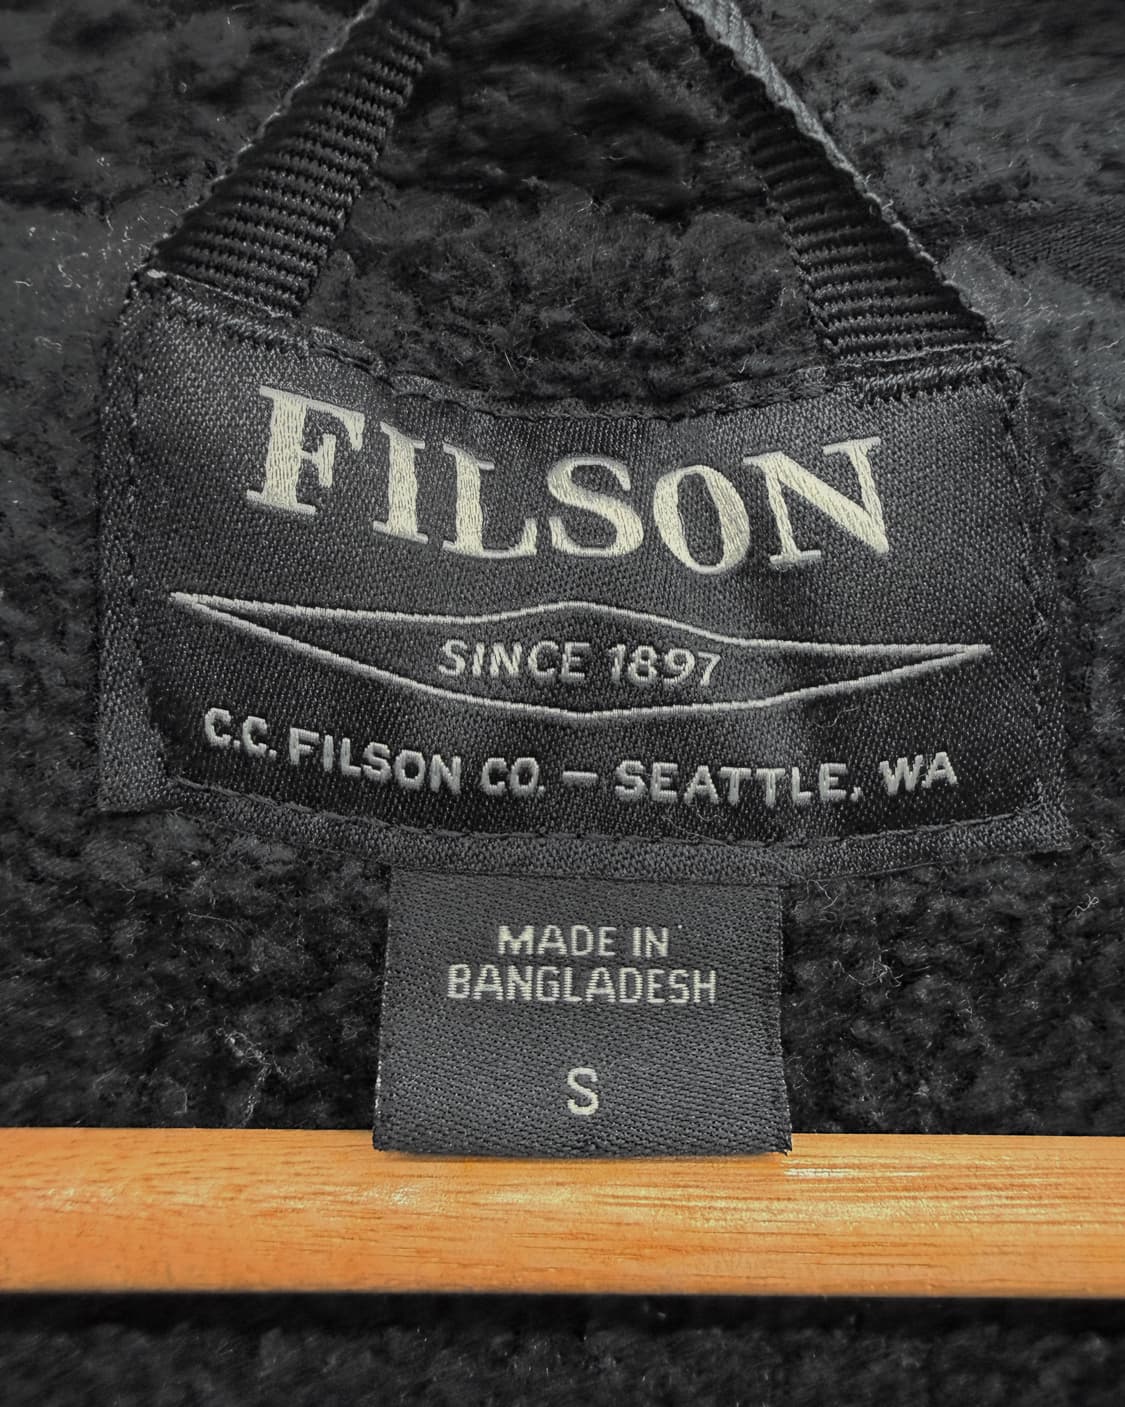 FILSON
SINCE 1897
C.C. FILSON CO. — SEATTLE, WA
MADE IN
BANGLADESH
S